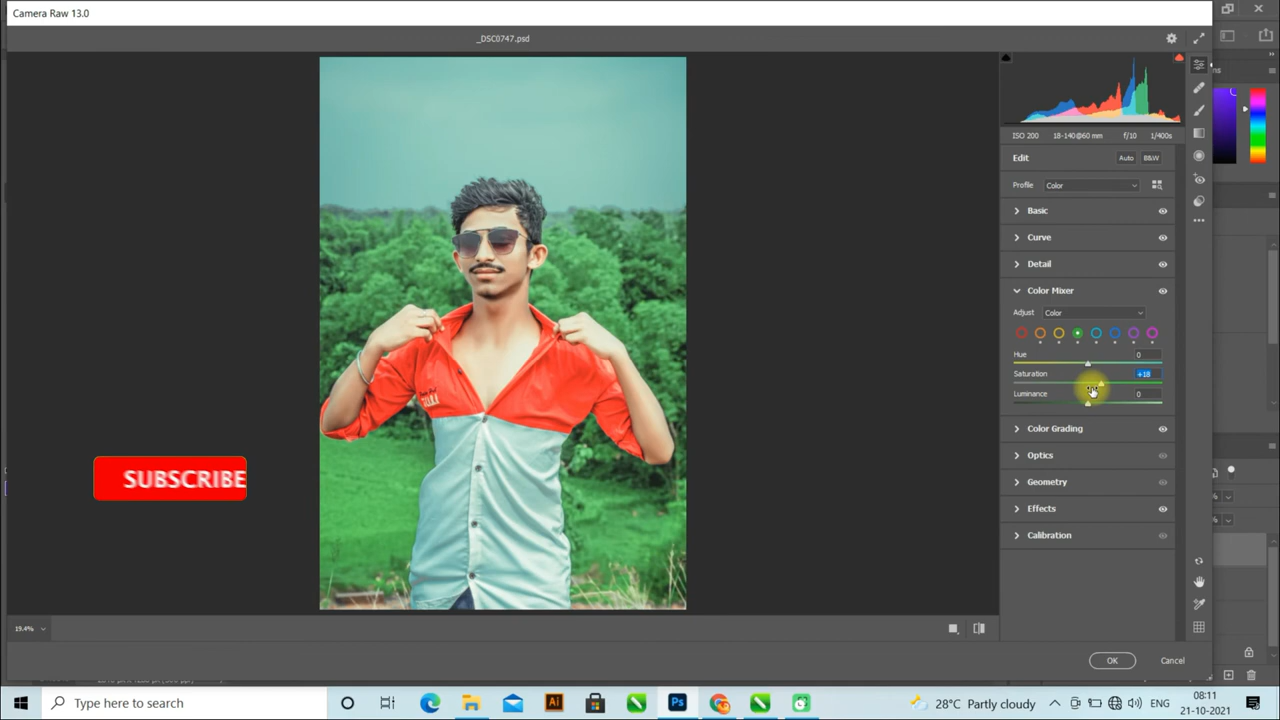 Camera Raw 13.0
_DSC0747.psd
ISO 200 18-140@60 mm f/10 1/400s
Edit Auto B&W
Profile Color
Basic
Curve
Detail
Color Mixer
Adjust Color
Hue 0
Saturation +18
Luminance 0
Color Grading
Optics
Geometry
Effects
Calibration
SUBSCRIBE
19.4%
OK Cancel
Type here to search
Ai
Ps
28°C Partly cloudy
ENG
08:11
21-10-2021